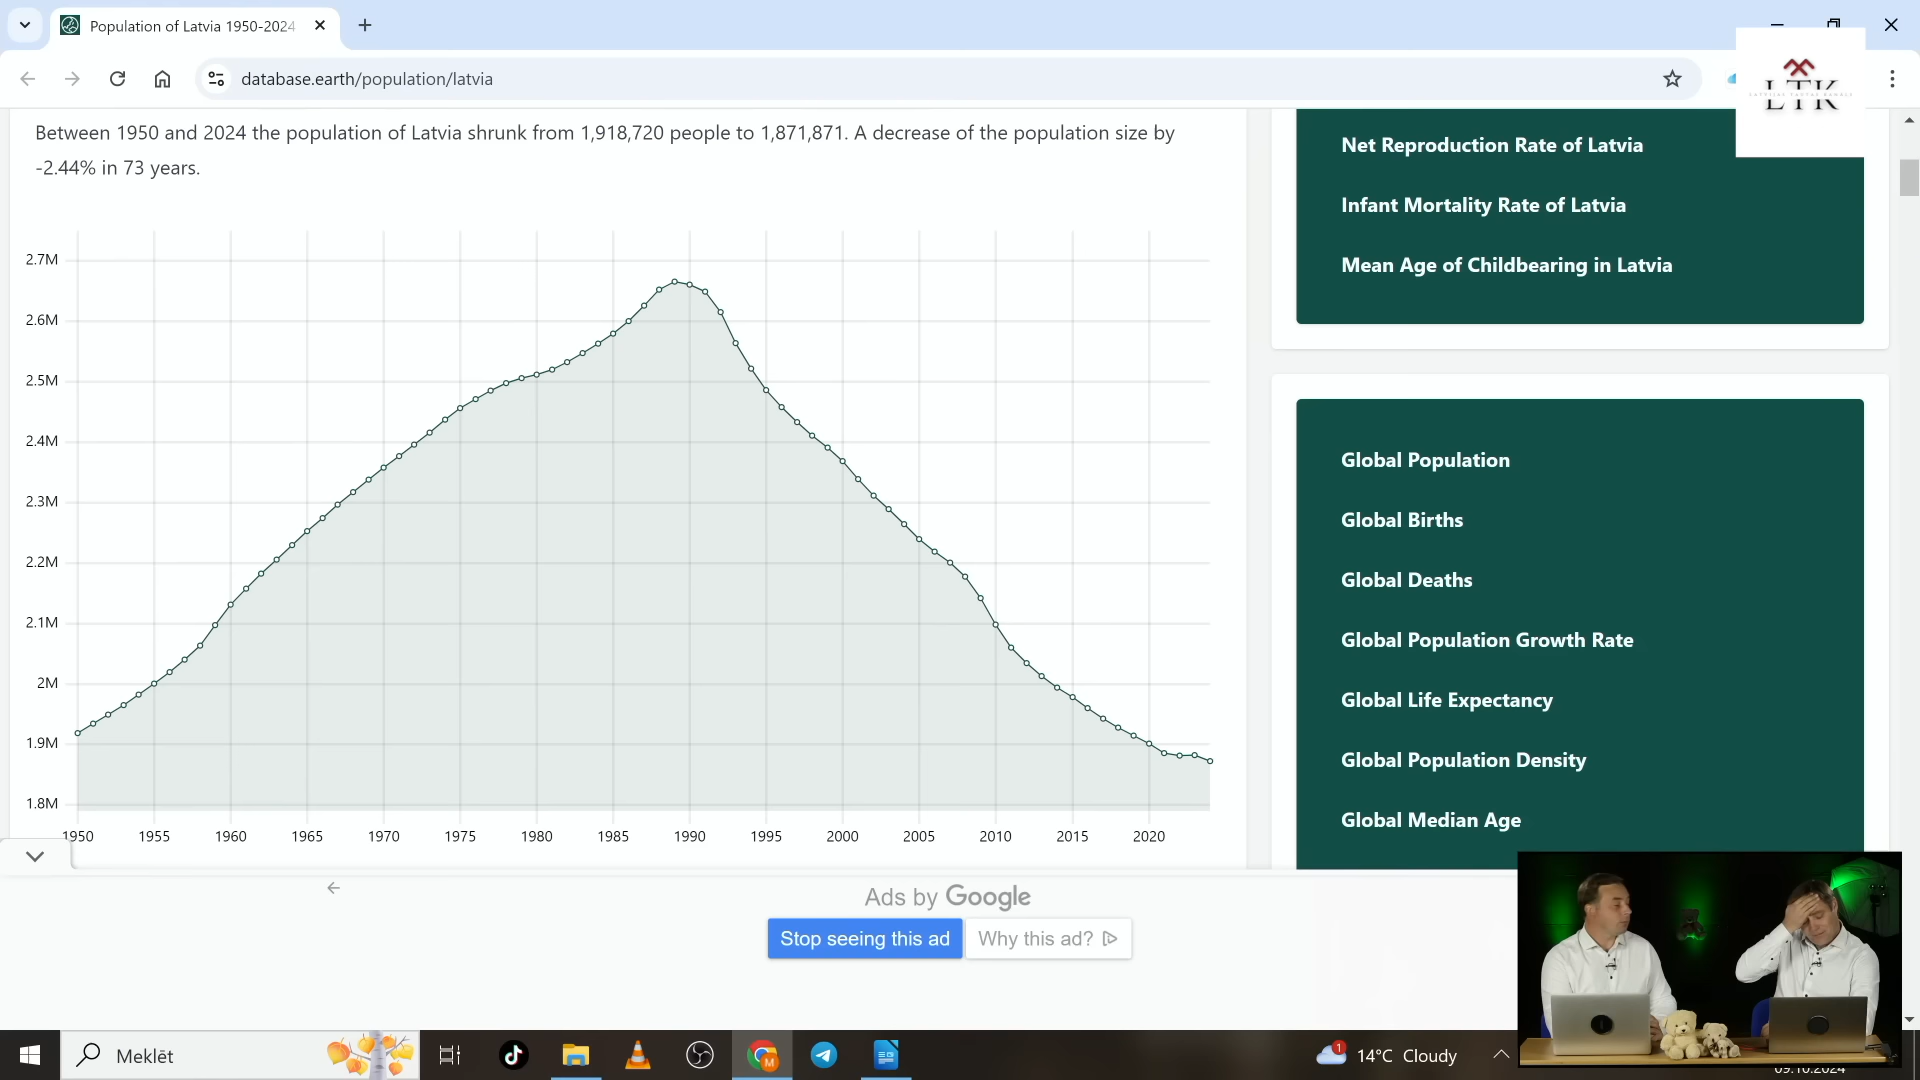 Population of Latvia 1950-2024
database.earth/population/latvia
LTK
Between 1950 and 2024 the population of Latvia shrunk from 1,918,720 people to 1,871,871. A decrease of the population size by
-2.44% in 73 years.
2.7M
2.6M
2.5M
2.4M
2.3M
2.2M
2.1M
2M
1.9M
1.8M
1950 1955 1960 1965 1970 1975 1980 1985 1990 1995 2000 2005 2010 2015 2020
Net Reproduction Rate of Latvia
Infant Mortality Rate of Latvia
Mean Age of Childbearing in Latvia
Global Population
Global Births
Global Deaths
Global Population Growth Rate
Global Life Expectancy
Global Population Density
Global Median Age
Ads by Google
Stop seeing this ad
Why this ad?
Meklēt
M
1
14°C Cloudy
09.10.2024